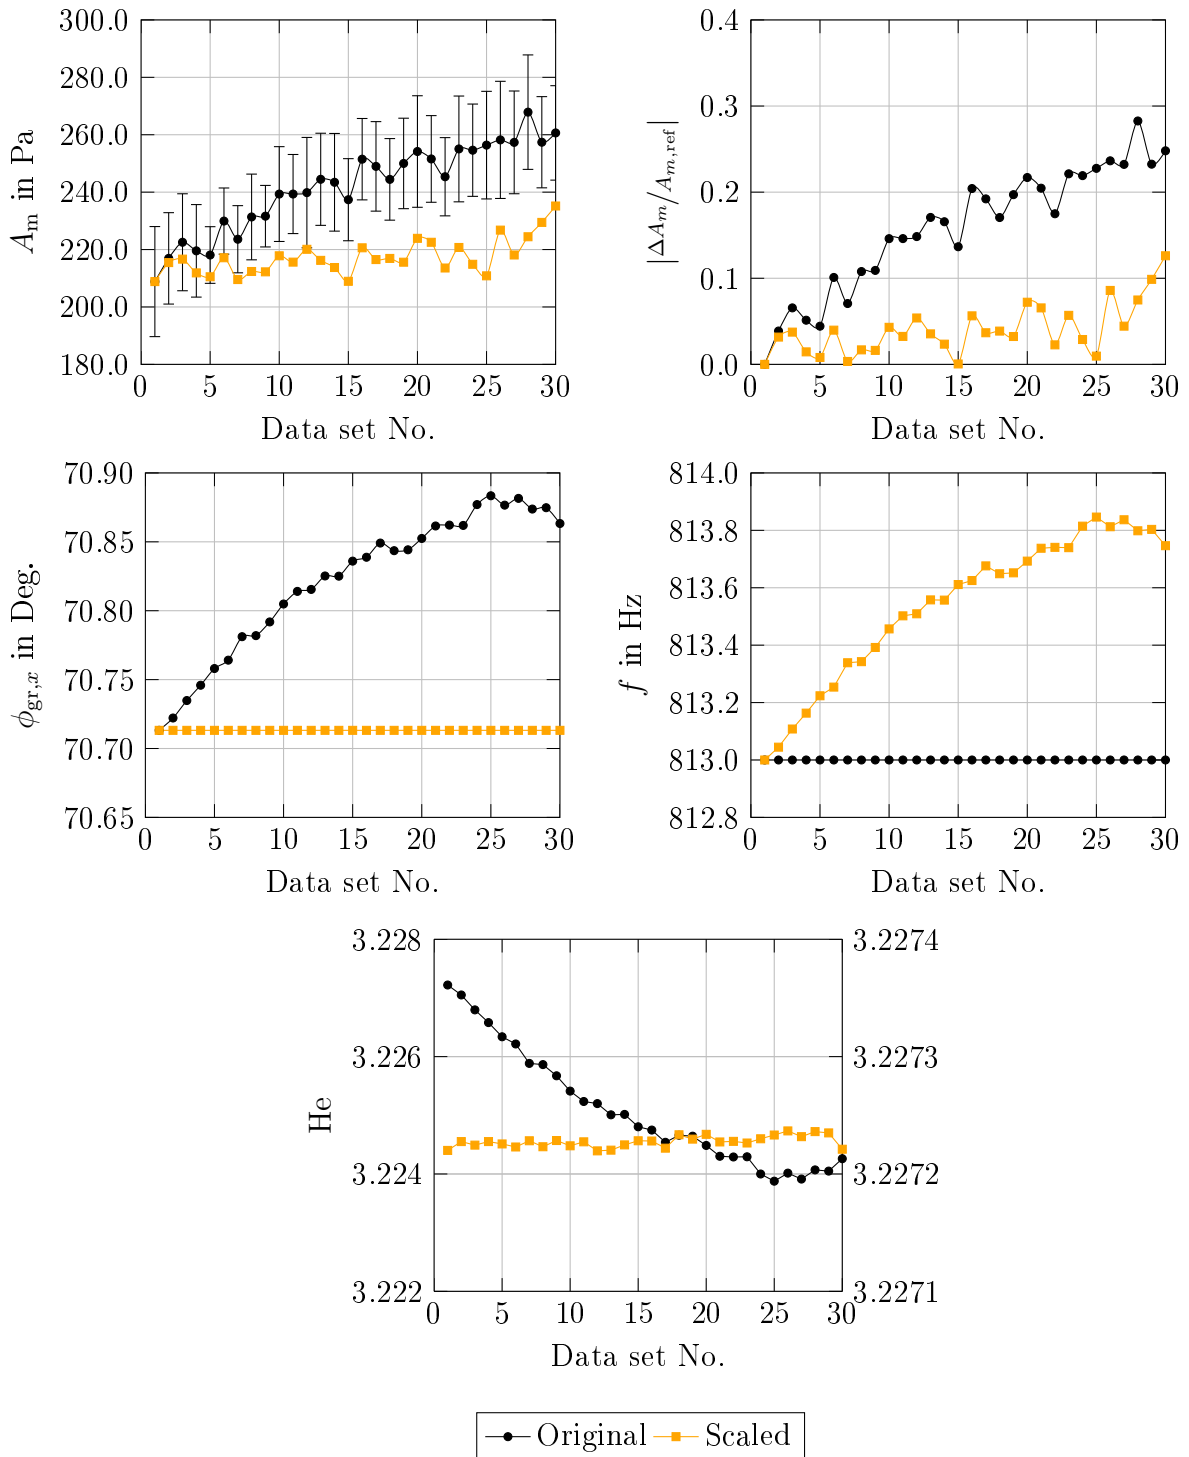 300.0
280.0
260.0
240.0
220.0
200.0
180.0
A_m in Pa
0 5 10 15 20 25 30
Data set No.
0.4
0.3
0.2
0.1
0.0
|ΔA_m/A_{m,ref}|
0 5 10 15 20 25 30
Data set No.
70.90
70.85
70.80
70.75
70.70
70.65
ϕ_{gr,x} in Deg.
0 5 10 15 20 25 30
Data set No.
814.0
813.8
813.6
813.4
813.2
813.0
812.8
f in Hz
0 5 10 15 20 25 30
Data set No.
3.228
3.226
3.224
3.222
He
3.2274
3.2273
3.2272
3.2271
0 5 10 15 20 25 30
Data set No.
Original Scaled